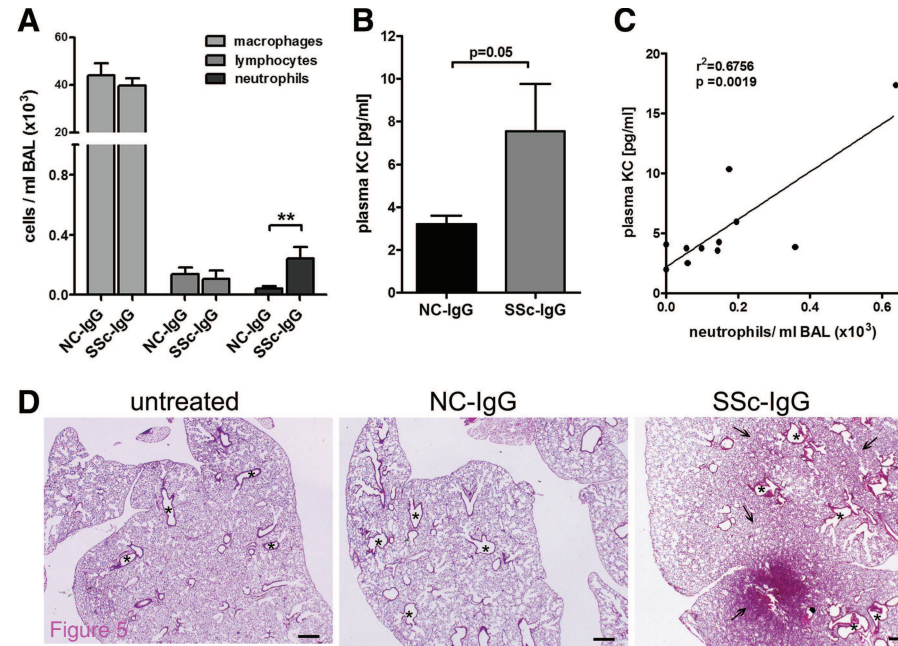 A
cells / ml BAL (x10³)
60
40
20
0.8
0.4
0.0
macrophages
lymphocytes
neutrophils
**
NC-IgG
SSc-IgG
NC-IgG
SSc-IgG
NC-IgG
SSc-IgG
B
plasma KC [pg/ml]
12
10
8
6
4
2
0
p=0.05
NC-IgG
SSc-IgG
C
plasma KC [pg/ml]
20
15
10
5
0
r²=0.6756
p =0.0019
0.0
0.2
0.4
0.6
neutrophils/ ml BAL (x10³)
D
untreated
NC-IgG
SSc-IgG
*
*
*
*
*
*
*
*
*
*
*
*
*
Figure 5